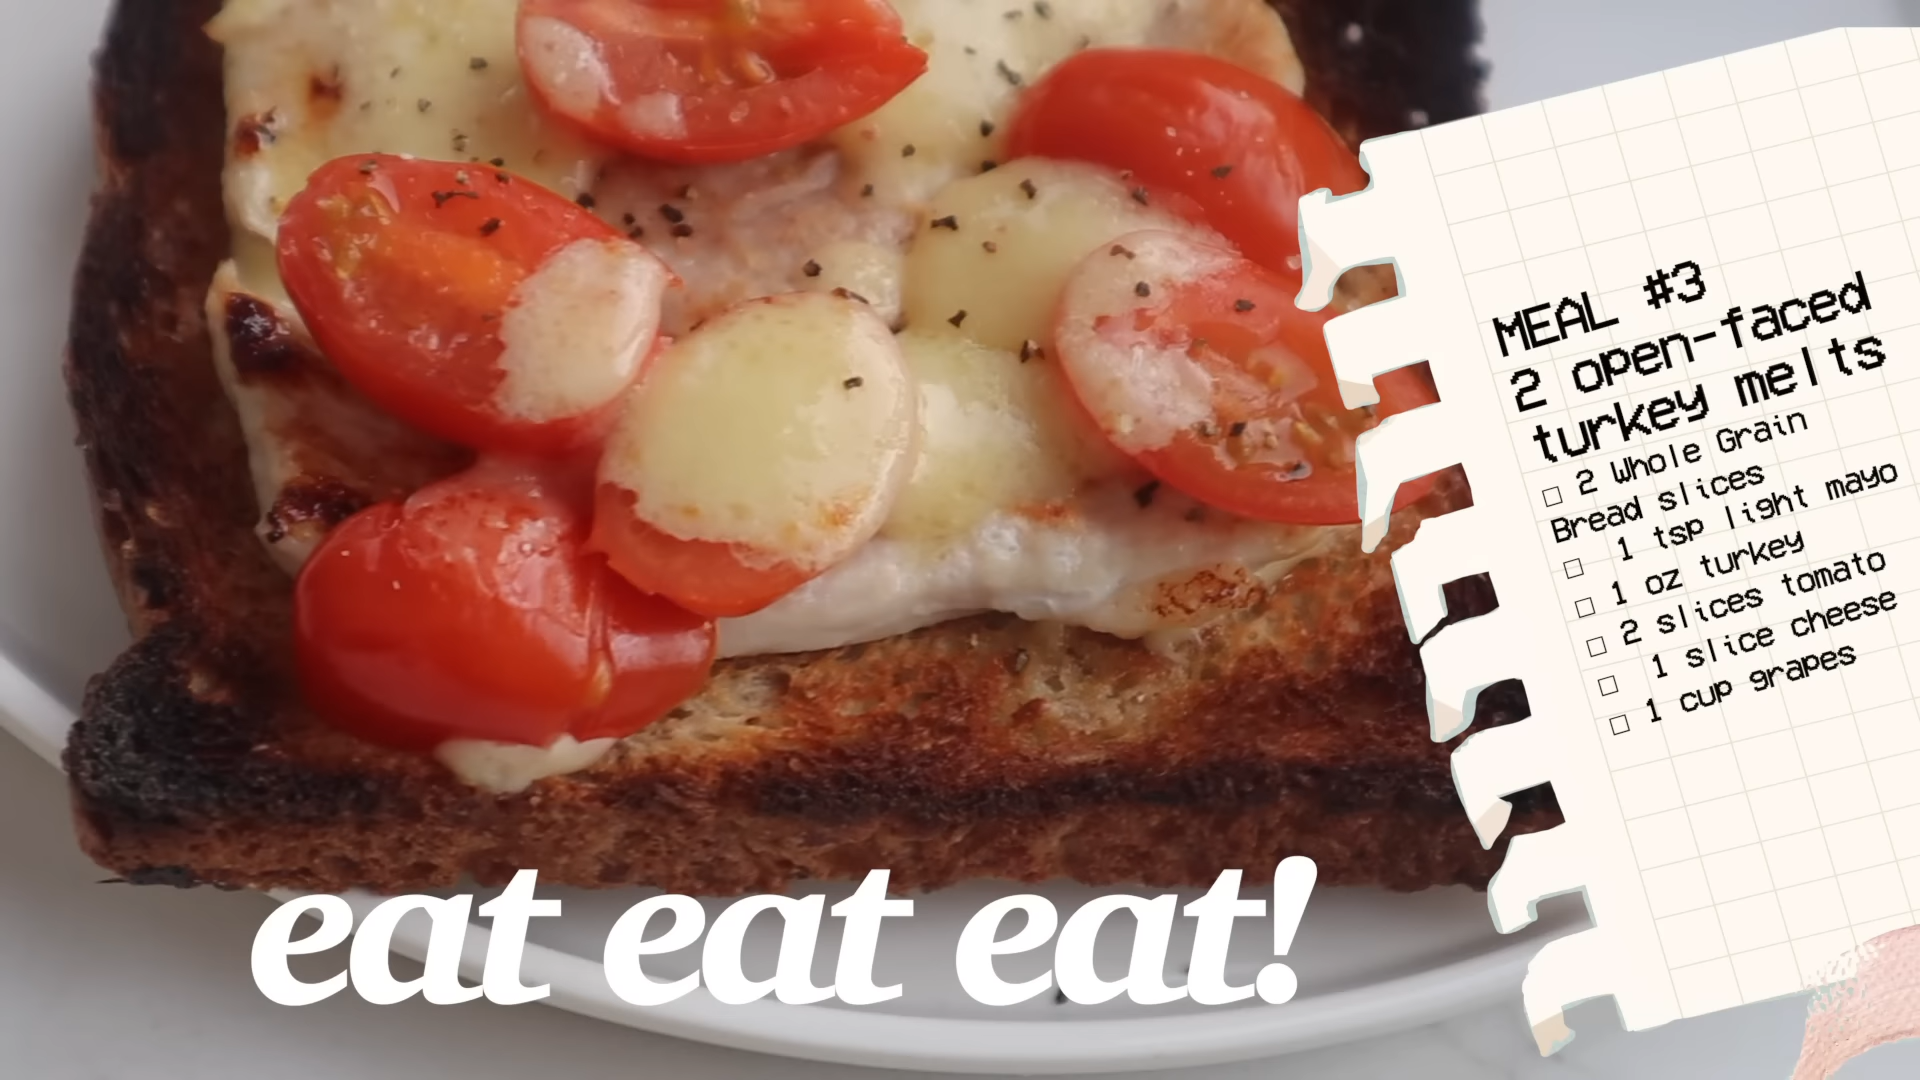 MEAL #3
2 open-faced
turkey melts
□ 2 Whole Grain
Bread slices
□ 1 tsp light mayo
□ 1 oz turkey
□ 2 slices tomato
□ 1 slice cheese
□ 1 cup grapes
eat eat eat!